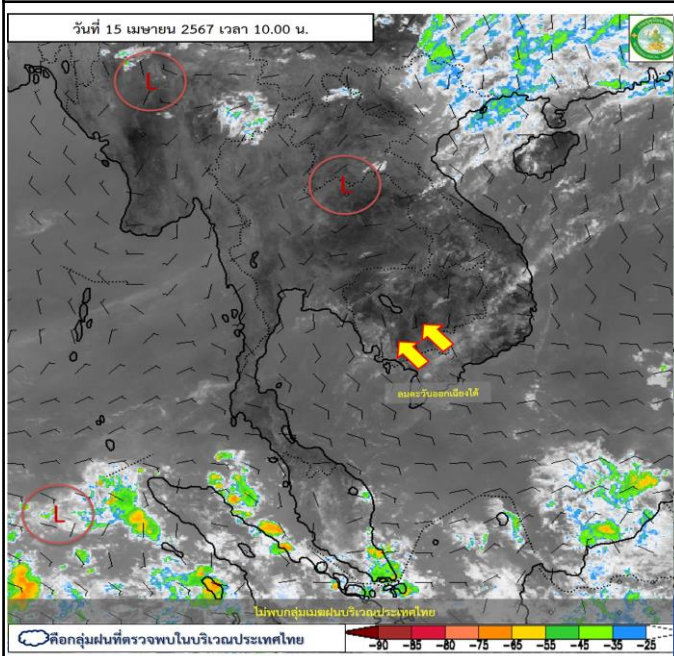 วันที่ 15 เมษายน 2567 เวลา 10.00 น.
L
L
ลมตะวันออกเฉียงใต้
L
ไม่พบกลุ่มเมฆฝนบริเวณประเทศไทย
คือกลุ่มฝนที่ตรวจพบในบริเวณประเทศไทย
-90 -85 -80 -75 -65 -55 -45 -35 -25